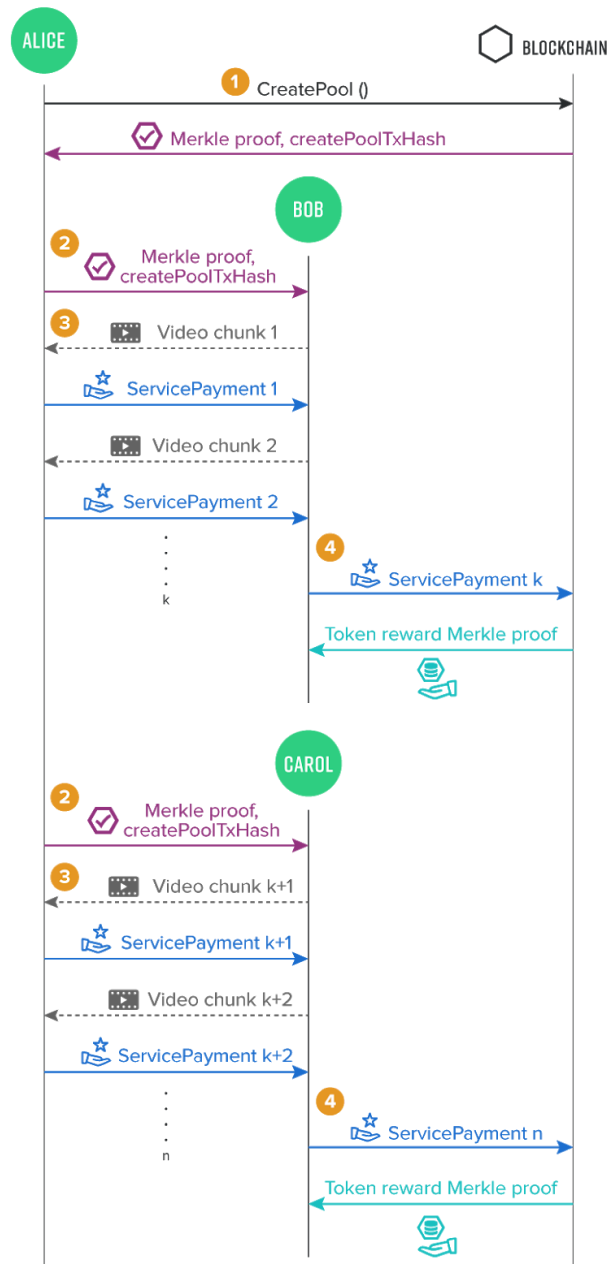 ALICE
BLOCKCHAIN
1
CreatePool ()
Merkle proof, createPoolTxHash
BOB
2
Merkle proof,
createPoolTxHash
3
Video chunk 1
ServicePayment 1
Video chunk 2
ServicePayment 2
4
ServicePayment k
k
Token reward Merkle proof
CAROL
2
Merkle proof,
createPoolTxHash
3
Video chunk k+1
ServicePayment k+1
Video chunk k+2
ServicePayment k+2
4
ServicePayment n
n
Token reward Merkle proof